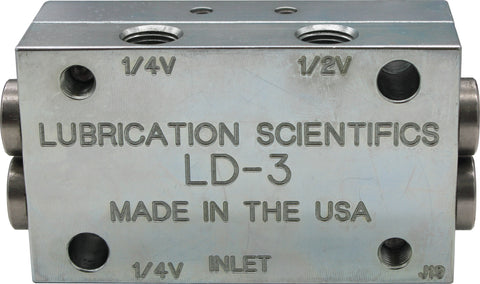 1/4V 1/2V
LUBRICATION SCIENTIFICS
LD-3
MADE IN THE USA
1/4V INLET J19